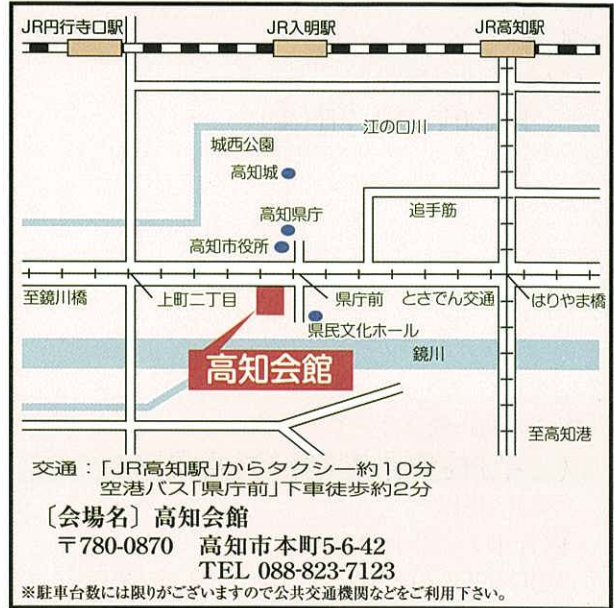 JR円行寺口駅 JR入明駅 JR高知駅
江の口川
城西公園
高知城
高知県庁
追手筋
高知市役所
至鏡川橋 上町二丁目 県庁前 とさでん交通 はりやま橋
県民文化ホール
高知会館
鏡川
至高知港
交通：「JR高知駅」からタクシー約10分
空港バス「県庁前」下車徒歩約2分
〔会場名〕高知会館
〒780-0870 高知市本町5-6-42
TEL 088-823-7123
※駐車台数には限りがございますので公共交通機関などをご利用下さい。